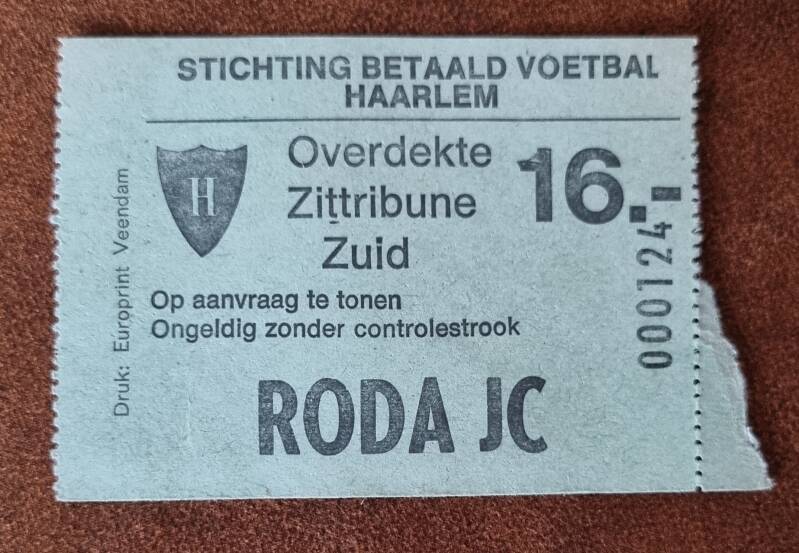 STICHTING BETAALD VOETBAL
HAARLEM
H
Overdekte
Zittribune
Zuid
16.-
000124
Op aanvraag te tonen
Ongeldig zonder controlestrook
RODA JC
Druk: Europrint Veendam